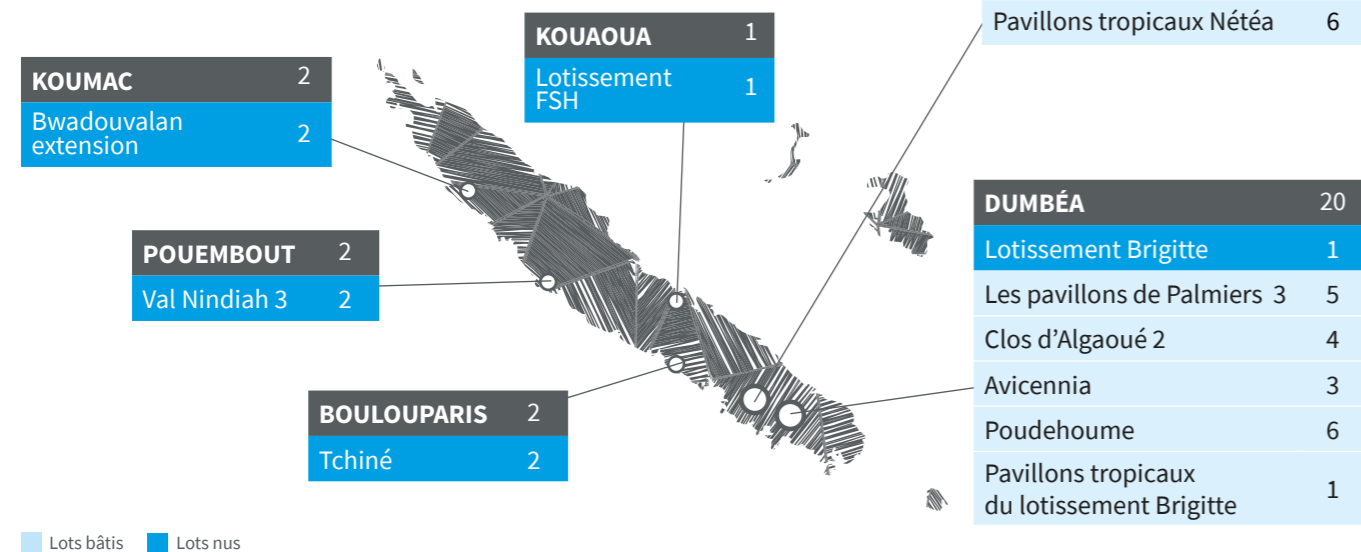 Pavillons tropicaux Nétéa 6
KOUAOUA 1
Lotissement
FSH 1
KOUMAC 2
Bwadouvalan
extension 2
DUMBÉA 20
Lotissement Brigitte 1
Les pavillons de Palmiers 3 5
Clos d’Algaoué 2 4
Avicennia 3
Poudehoume 6
Pavillons tropicaux
du lotissement Brigitte 1
POUEMBOUT 2
Val Nindiah 3 2
BOULOUPARIS 2
Tchiné 2
Lots bâtis Lots nus